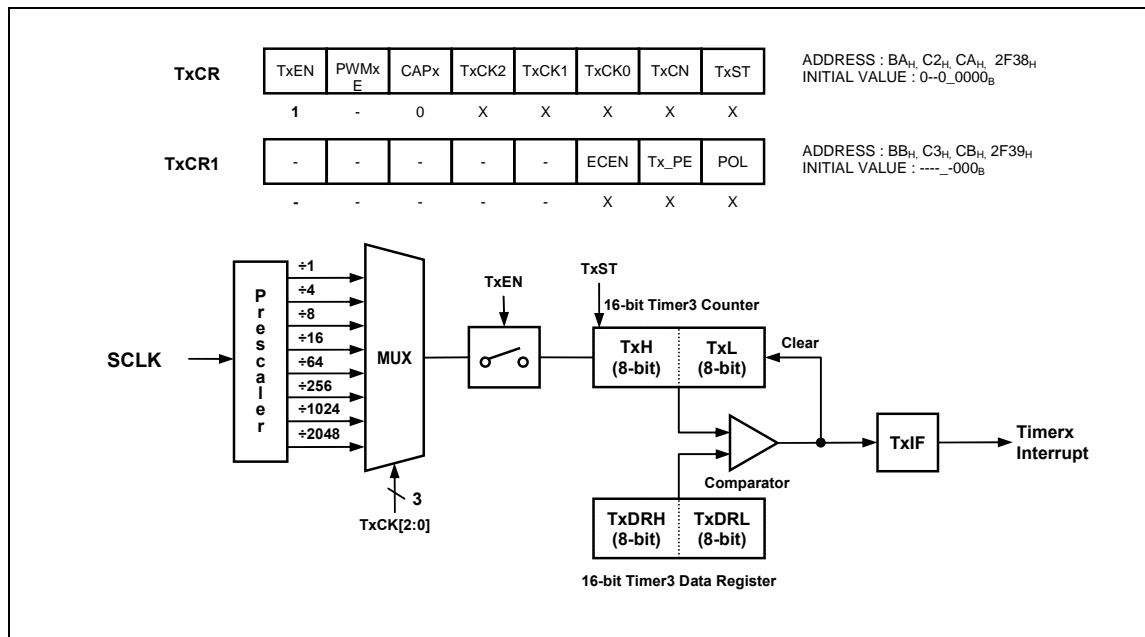 TxCR TxEN PWMx E CAPx TxCK2 TxCK1 TxCK0 TxCN TxST
ADDRESS : BAH, C2H, CAH, 2F38H
INITIAL VALUE : 0--0_0000B
1 - 0 X X X X X
TxCR1 - - - - - ECEN Tx_PE POL
ADDRESS : BBH, C3H, CBH, 2F39H
INITIAL VALUE : ----_-000B
- - - - - X X X
SCLK
Prescaler
÷1
÷4
÷8
÷16
÷64
÷256
÷1024
÷2048
MUX
3
TxCK[2:0]
TxEN
TxST
16-bit Timer3 Counter
TxH
(8-bit)
TxL
(8-bit)
Clear
Comparator
TxDRH
(8-bit)
TxDRL
(8-bit)
16-bit Timer3 Data Register
TxIF
Timerx
Interrupt